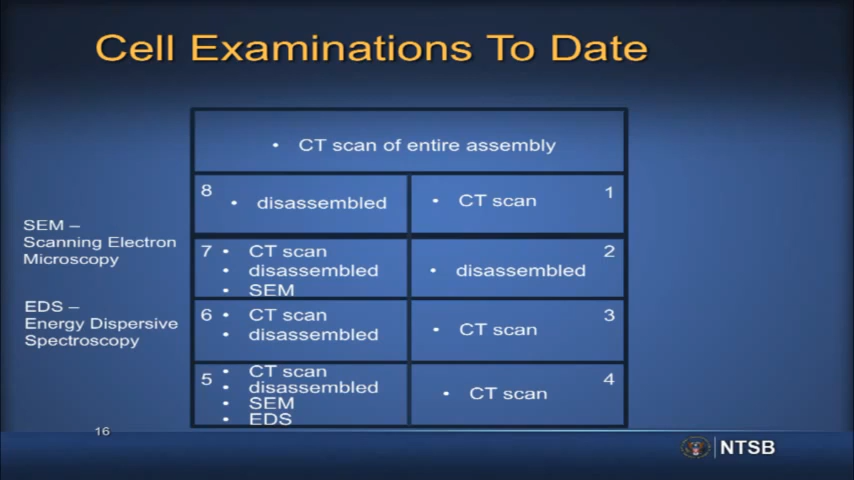 Cell Examinations To Date
• CT scan of entire assembly
8
• disassembled
• CT scan
1
SEM –
Scanning Electron
Microscopy
7
• CT scan
• disassembled
• SEM
• disassembled
2
EDS –
Energy Dispersive
Spectroscopy
6
• CT scan
• disassembled
• CT scan
3
5
• CT scan
• disassembled
• SEM
• EDS
• CT scan
4
16
NTSB